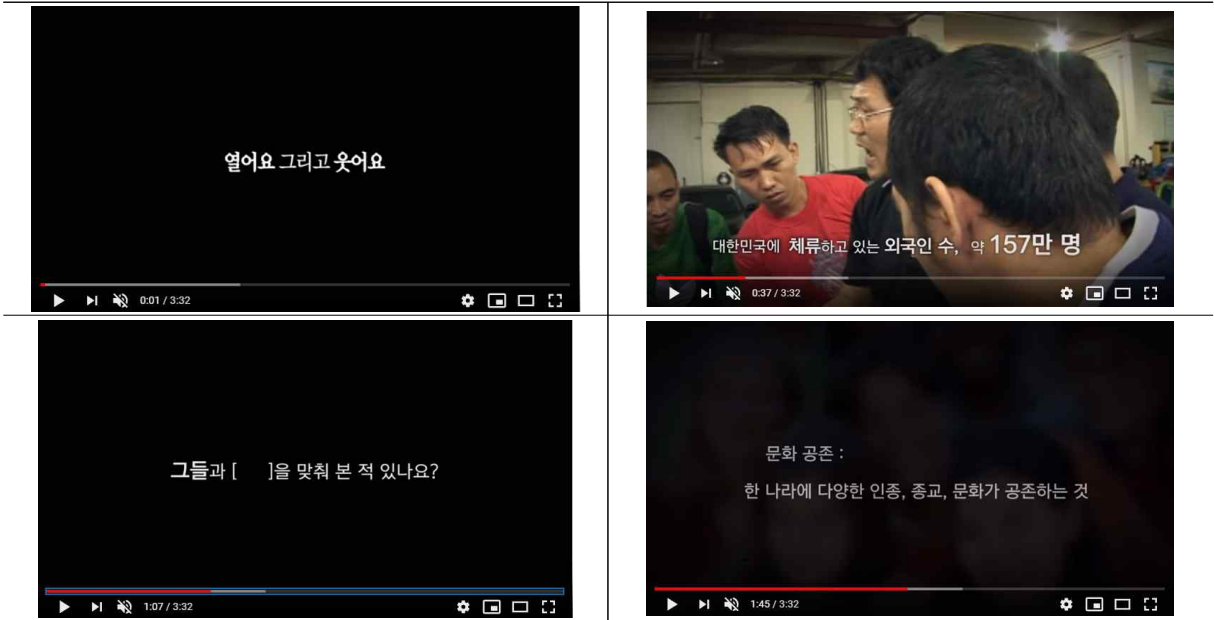 열어요 그리고 웃어요
0:01 / 3:32
대한민국에 체류하고 있는 외국인 수, 약 157만 명
0:37 / 3:32
그들과 [ ]을 맞춰 본 적 있나요?
1:07 / 3:32
문화 공존 :
한 나라에 다양한 인종, 종교, 문화가 공존하는 것
1:45 / 3:32